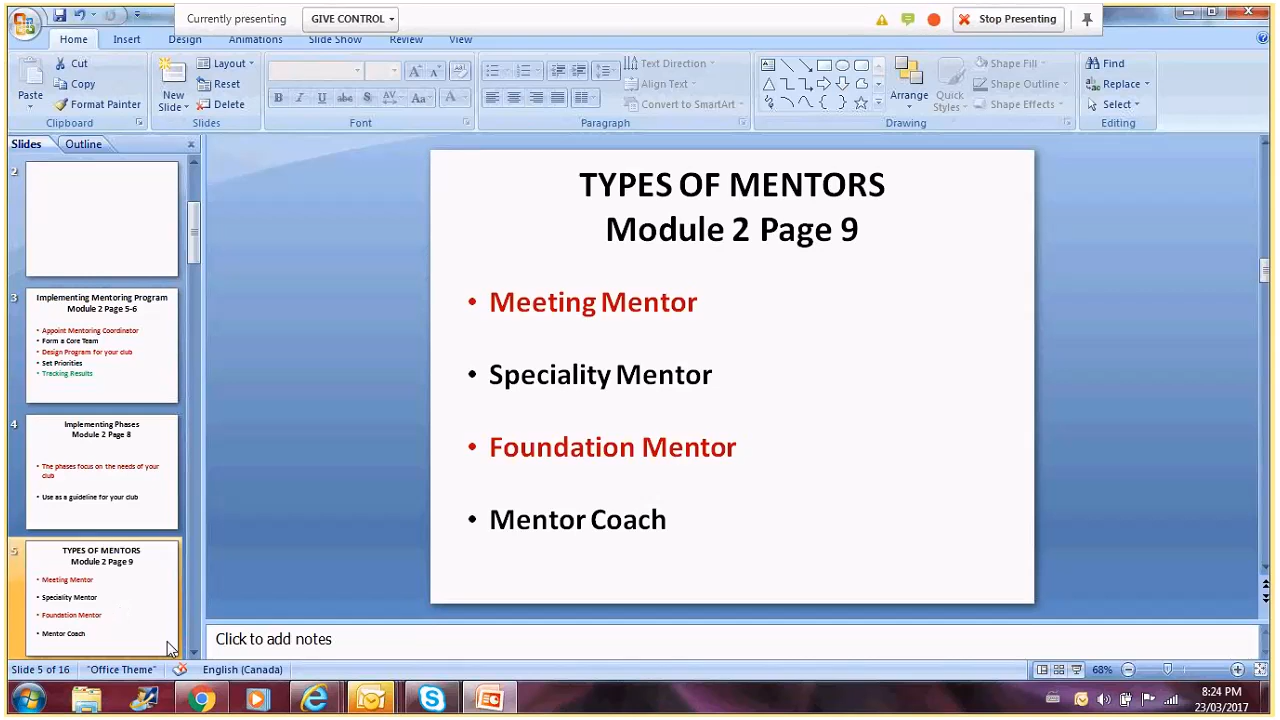 Currently presenting
GIVE CONTROL
Stop Presenting
Home Insert Design Animations Slide Show Review View
Paste
Cut
Copy
Format Painter
Clipboard
New Slide
Layout
Reset
Delete
Slides
Font
Text Direction
Align Text
Convert to SmartArt
Paragraph
Arrange
Quick Styles
Shape Fill
Shape Outline
Shape Effects
Drawing
Find
Replace
Select
Editing
Slides Outline
2
3
Implementing Mentoring Program
Module 2 Page 5-6
• Appoint Mentoring Coordinator
• Form a Core Team
• Design Program for your club
• Set Priorities
• Tracking Results
4
Implementing Phases
Module 2 Page 8
• The phases focus on the needs of your
club
• Use as a guideline for your club
5
TYPES OF MENTORS
Module 2 Page 9
• Meeting Mentor
• Speciality Mentor
• Foundation Mentor
• Mentor Coach
TYPES OF MENTORS
Module 2 Page 9
• Meeting Mentor
• Speciality Mentor
• Foundation Mentor
• Mentor Coach
Click to add notes
Slide 5 of 16 "Office Theme" English (Canada) 68%
8:24 PM
23/03/2017